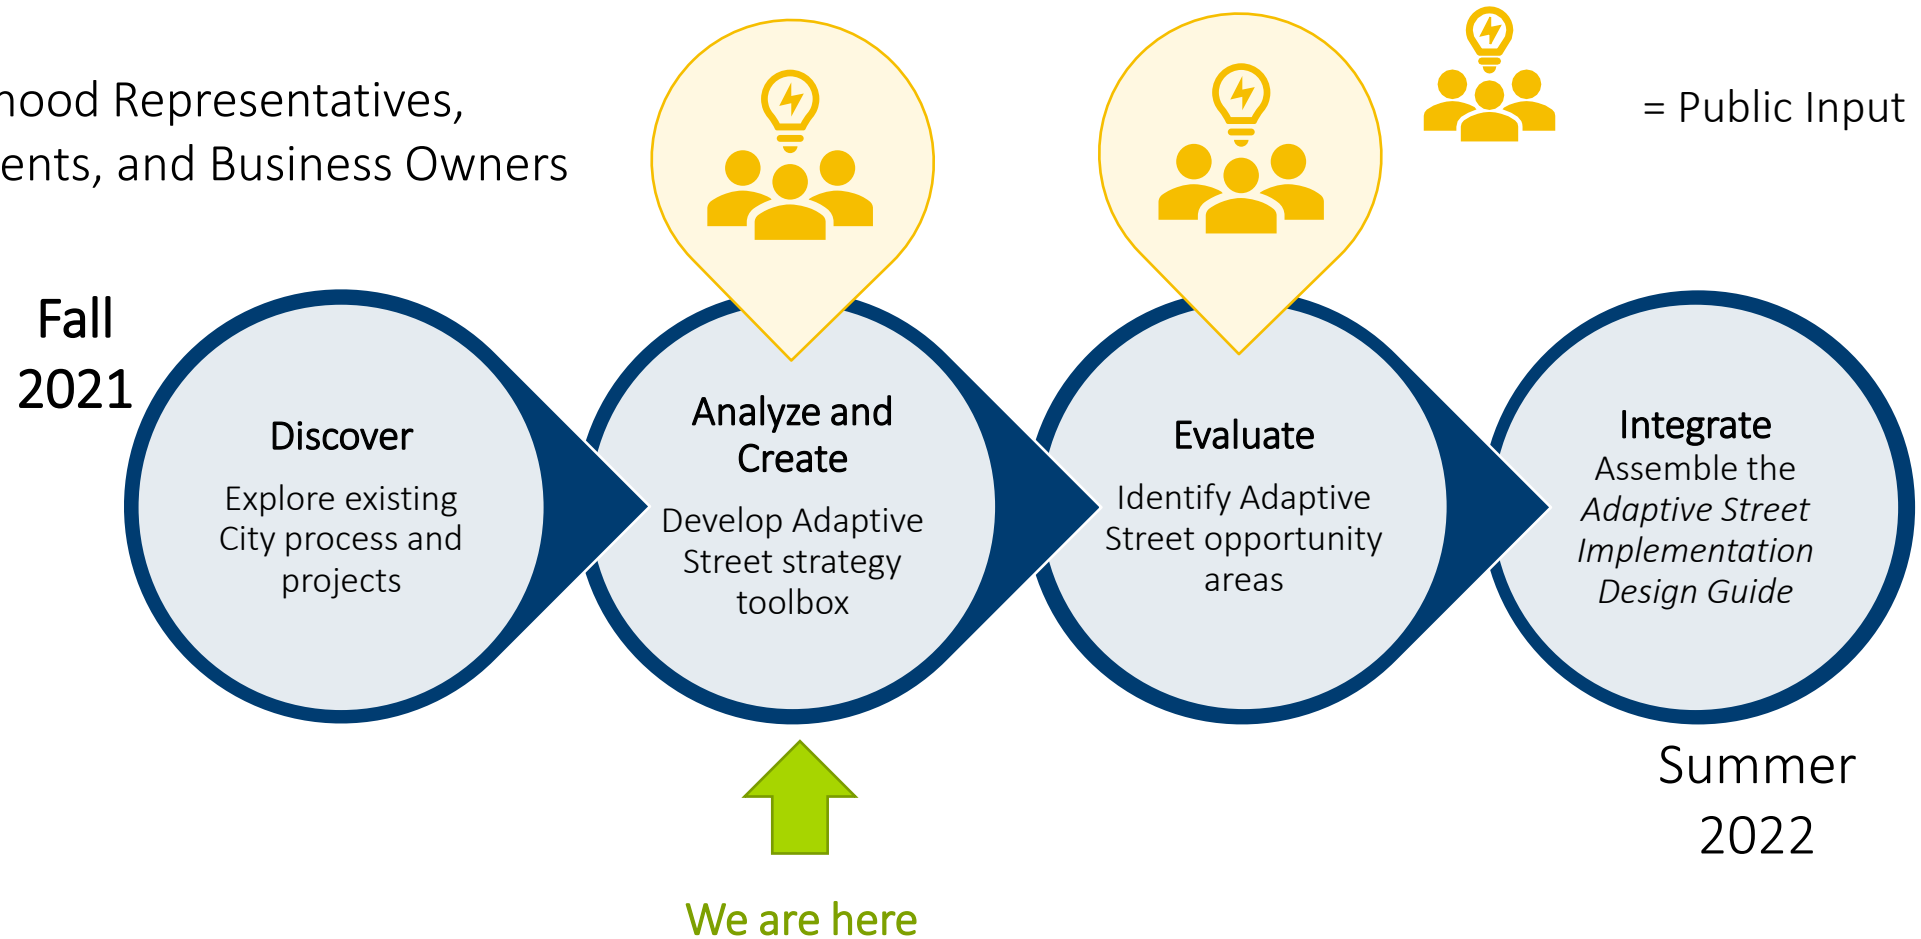 hood Representatives,
ents, and Business Owners
= Public Input
Fall
2021
Discover
Explore existing
City process and
projects
Analyze and
Create
Develop Adaptive
Street strategy
toolbox
Evaluate
Identify Adaptive
Street opportunity
areas
Integrate
Assemble the
Adaptive Street
Implementation
Design Guide
Summer
2022
We are here